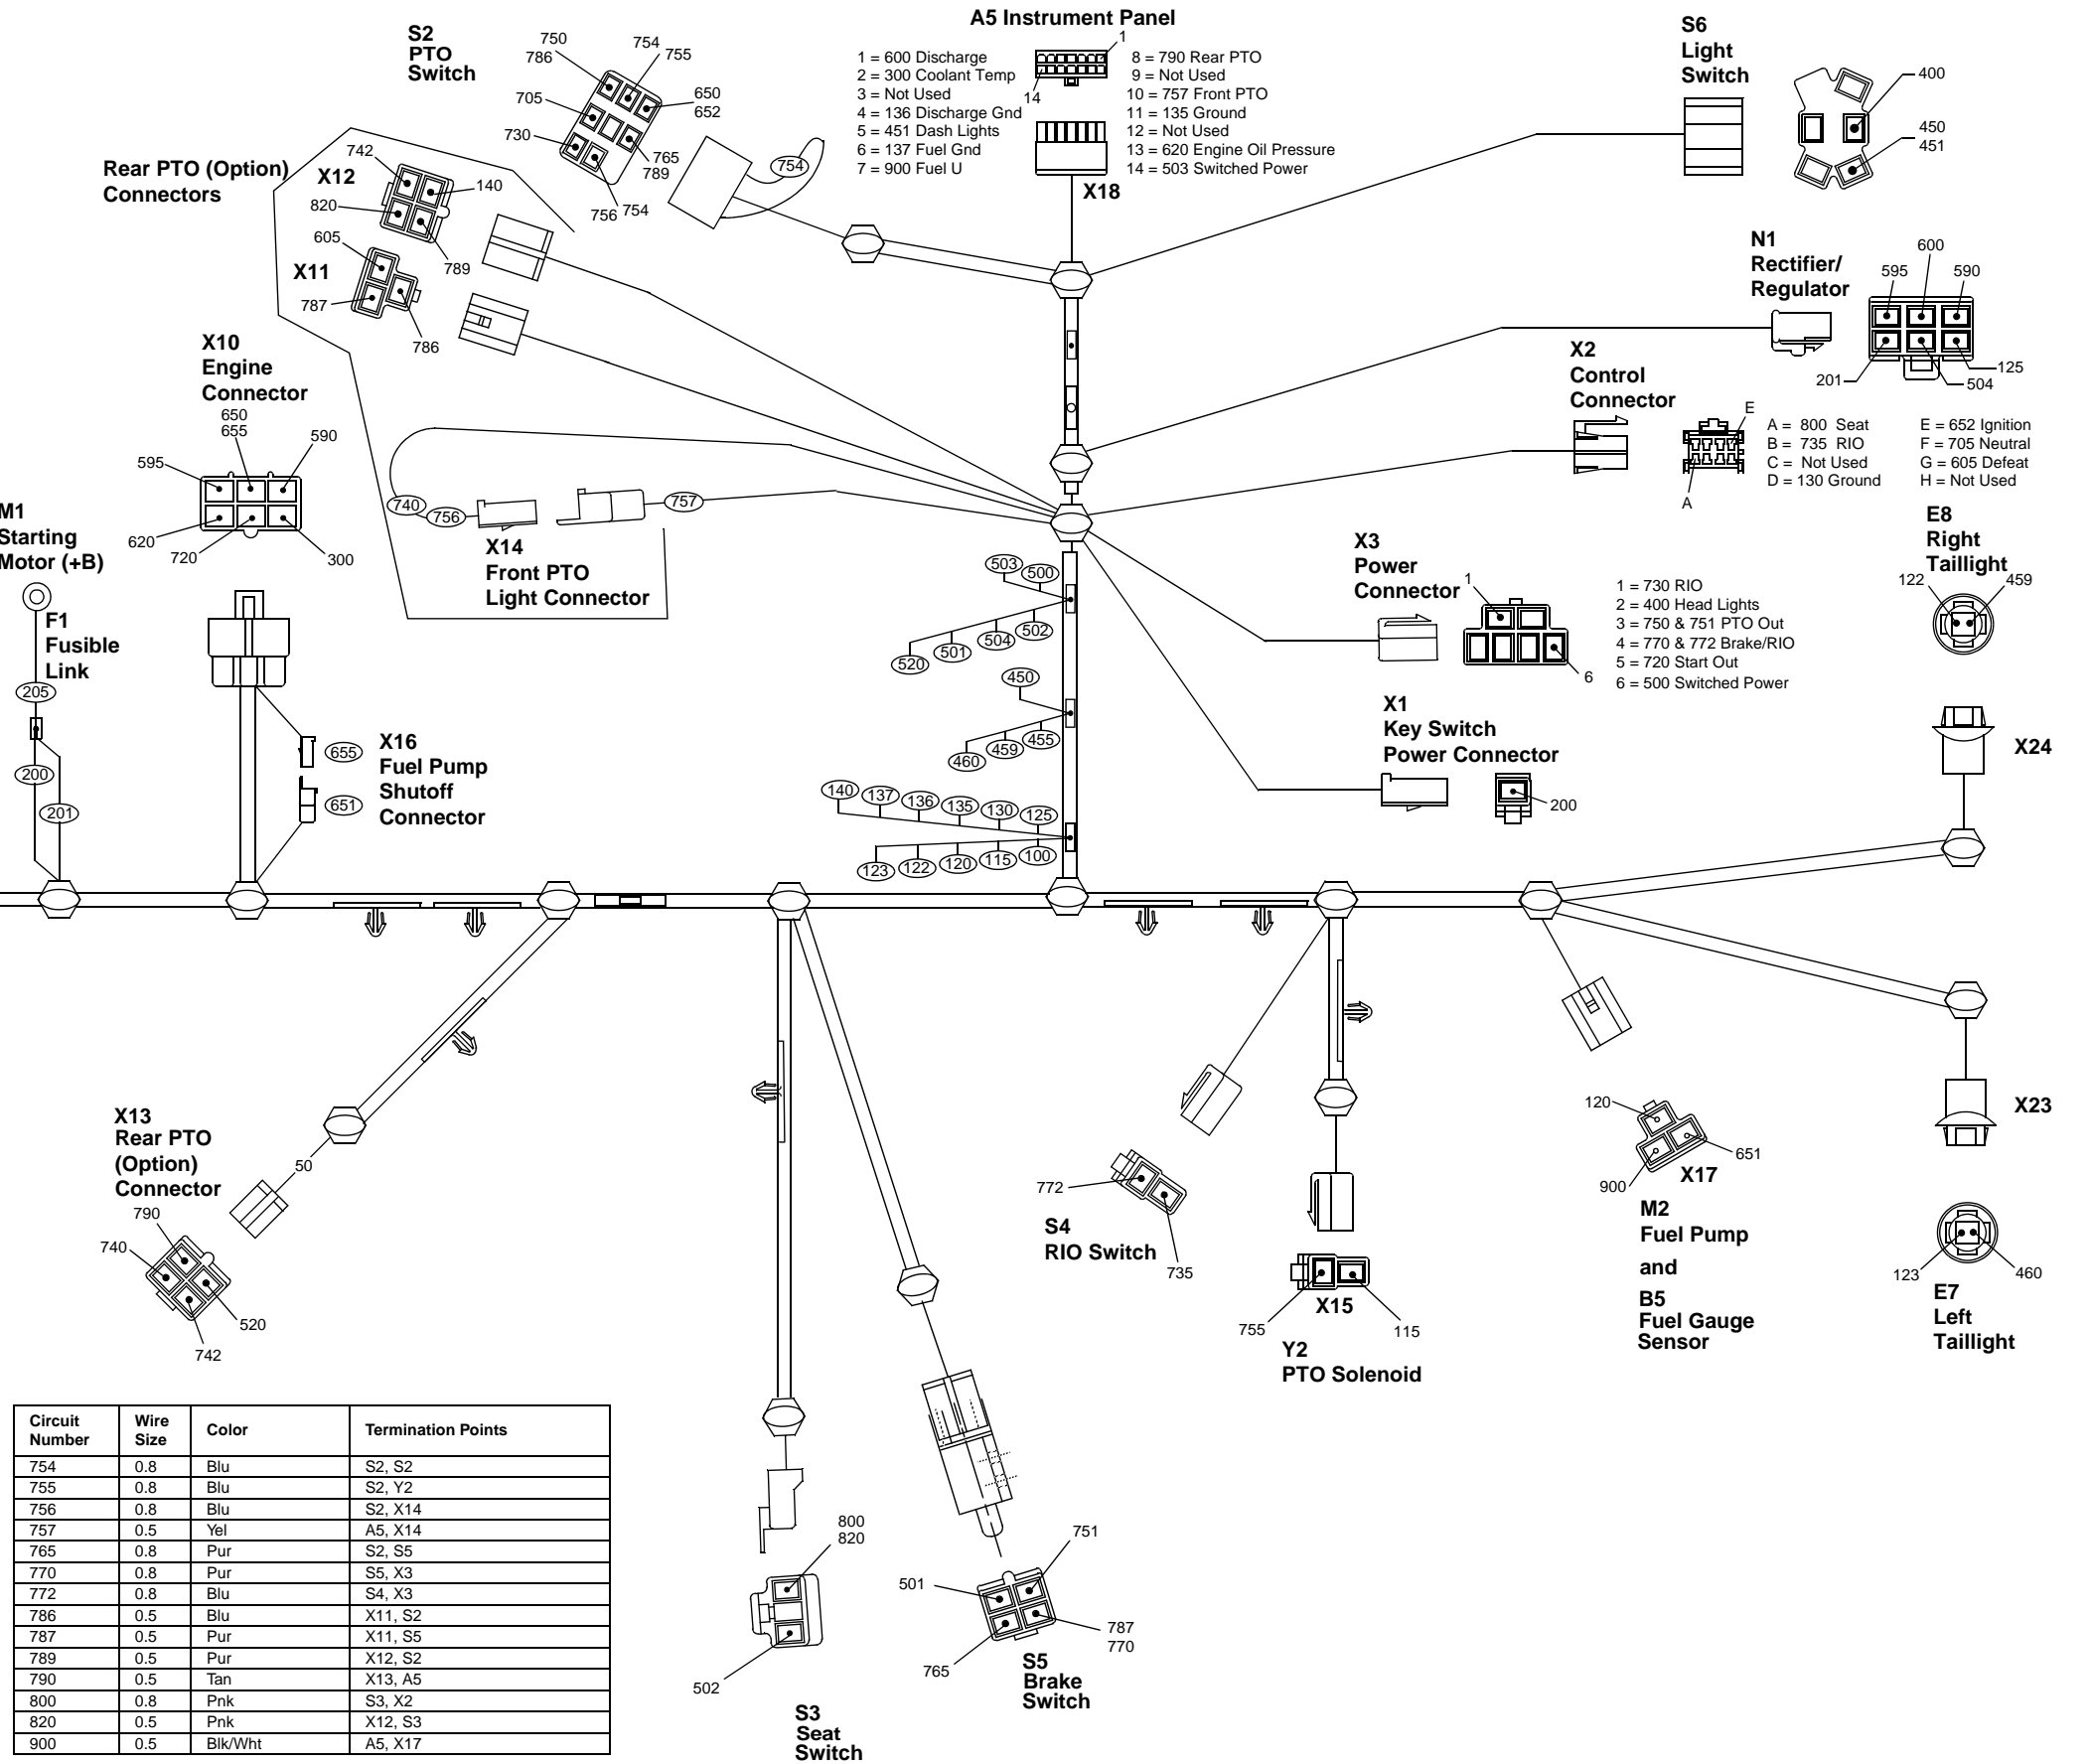 A5 Instrument Panel
1 = 600 Discharge
2 = 300 Coolant Temp
3 = Not Used
4 = 136 Discharge Gnd
5 = 451 Dash Lights
6 = 137 Fuel Gnd
7 = 900 Fuel U
1
14
8 = 790 Rear PTO
9 = Not Used
10 = 757 Front PTO
11 = 135 Ground
12 = Not Used
13 = 620 Engine Oil Pressure
14 = 503 Switched Power
X18
S2
PTO
Switch
750
786
754
755
650
652
705
730
765
789
756
754
754
S6
Light
Switch
400
450
451
Rear PTO (Option)
Connectors
X12
742
140
820
789
X11
605
787
786
N1
Rectifier/
Regulator
600
595
590
201
504
125
X10
Engine
Connector
650
655
590
595
620
720
300
X2
Control
Connector
E
A
A = 800 Seat
B = 735 RIO
C = Not Used
D = 130 Ground
E = 652 Ignition
F = 705 Neutral
G = 605 Defeat
H = Not Used
740
756
757
X14
Front PTO
Light Connector
M1
Starting
Motor (+B)
F1
Fusible
Link
205
200
201
X16
Fuel Pump
Shutoff
Connector
655
651
503
500
502
504
501
520
450
455
459
460
140
137
136
135
130
125
123
122
120
115
100
X3
Power
Connector
1
6
1 = 730 RIO
2 = 400 Head Lights
3 = 750 & 751 PTO Out
4 = 770 & 772 Brake/RIO
5 = 720 Start Out
6 = 500 Switched Power
X1
Key Switch
Power Connector
200
E8
Right
Taillight
122
459
X24
X23
X13
Rear PTO
(Option)
Connector
50
790
740
520
742
772
735
S4
RIO Switch
755
X15
115
Y2
PTO Solenoid
120
651
900
X17
M2
Fuel Pump
and
B5
Fuel Gauge
Sensor
123
460
E7
Left
Taillight
800
820
502
S3
Seat
Switch
751
501
787
770
765
S5
Brake
Switch
Circuit Number Wire Size Color Termination Points
754 0.8 Blu S2, S2
755 0.8 Blu S2, Y2
756 0.8 Blu S2, X14
757 0.5 Yel A5, X14
765 0.8 Pur S2, S5
770 0.8 Pur S5, X3
772 0.8 Blu S4, X3
786 0.5 Blu X11, S2
787 0.5 Pur X11, S5
789 0.5 Pur X12, S2
790 0.5 Tan X13, A5
800 0.8 Pnk S3, X2
820 0.5 Pnk X12, S3
900 0.5 Blk/Wht A5, X17